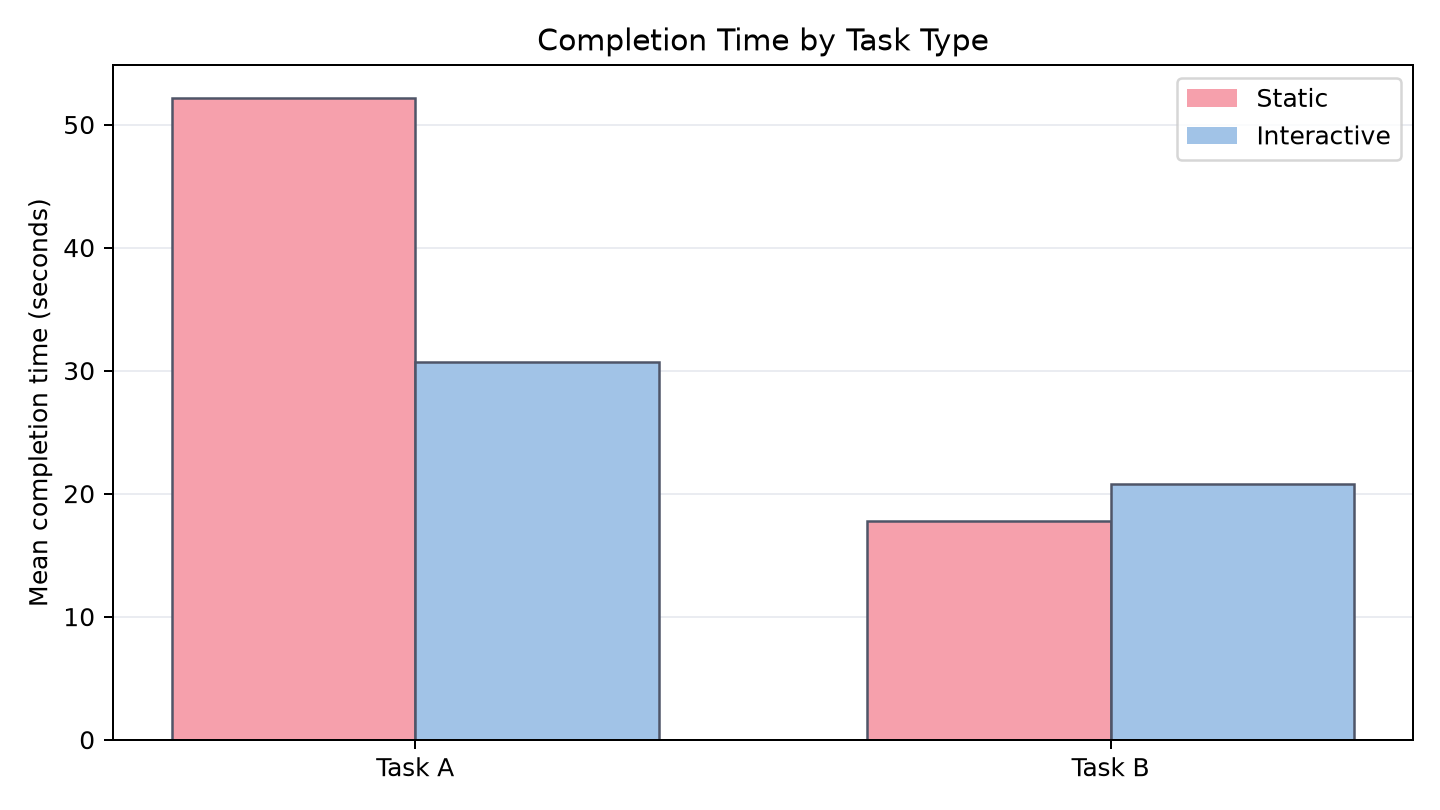 Completion Time by Task Type
Static
Interactive
Mean completion time (seconds)
50
40
30
20
10
0
Task A
Task B